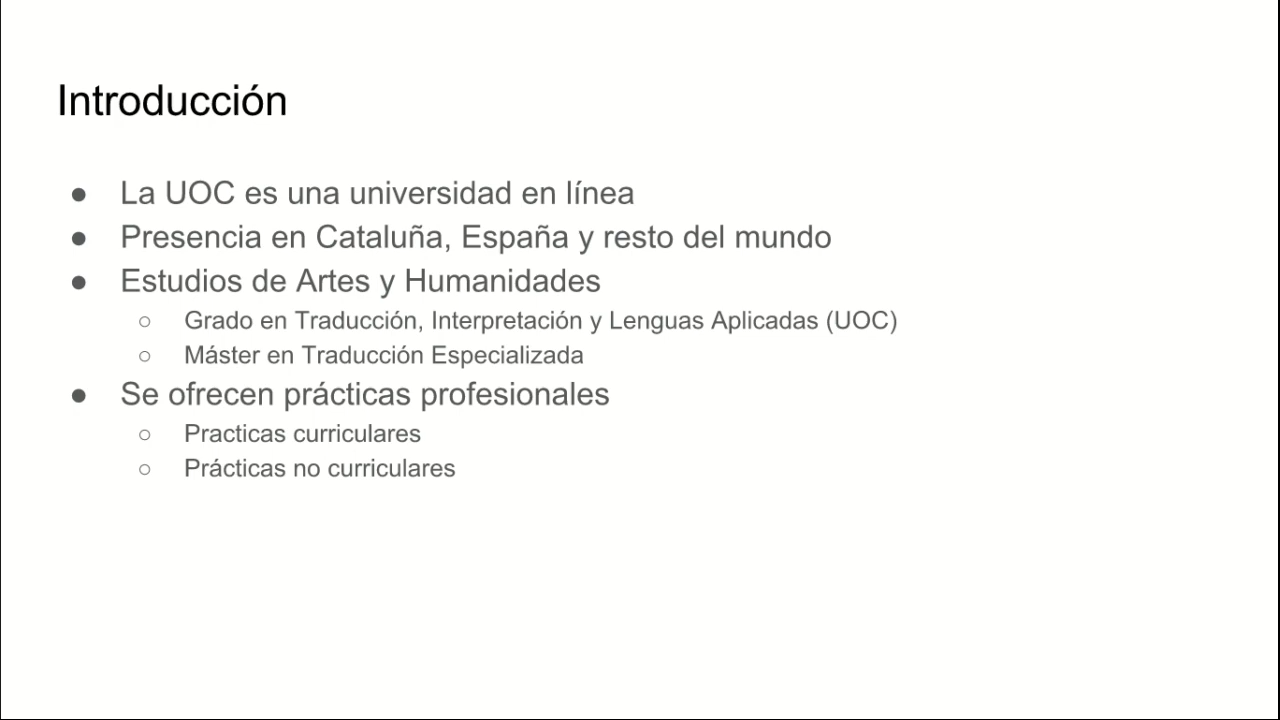 Introducción
● La UOC es una universidad en línea
● Presencia en Cataluña, España y resto del mundo
● Estudios de Artes y Humanidades
○ Grado en Traducción, Interpretación y Lenguas Aplicadas (UOC)
○ Máster en Traducción Especializada
● Se ofrecen prácticas profesionales
○ Practicas curriculares
○ Prácticas no curriculares